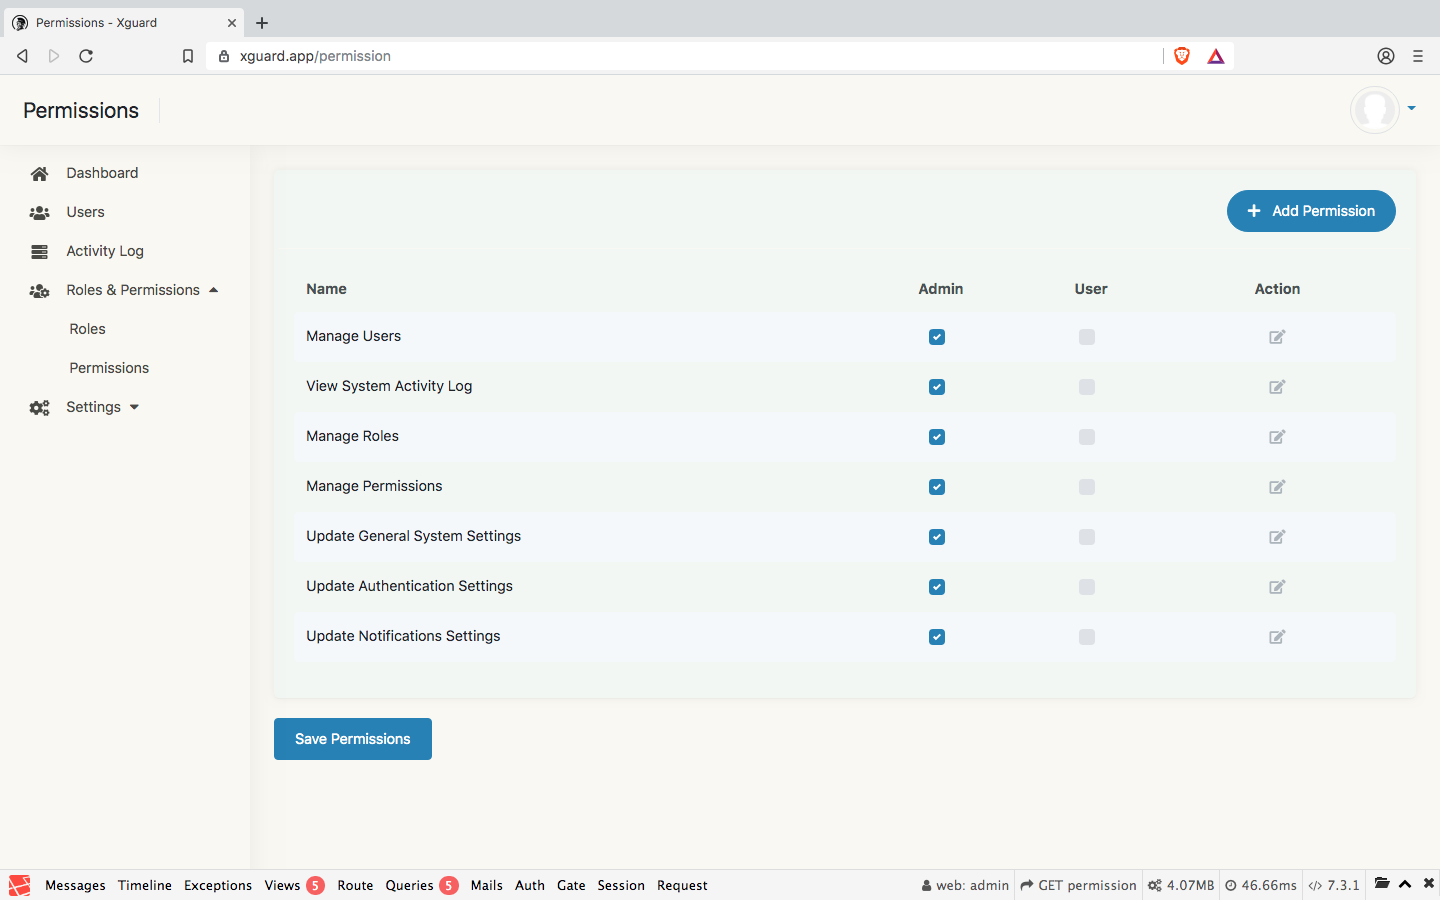 Permissions - Xguard
xguard.app/permission
Permissions
Dashboard
Users
Activity Log
Roles & Permissions
Roles
Permissions
Settings
Add Permission
Name Admin User Action
Manage Users
View System Activity Log
Manage Roles
Manage Permissions
Update General System Settings
Update Authentication Settings
Update Notifications Settings
Save Permissions
Messages Timeline Exceptions Views 5 Route Queries 5 Mails Auth Gate Session Request web: admin GET permission 4.07MB 46.66ms 7.3.1